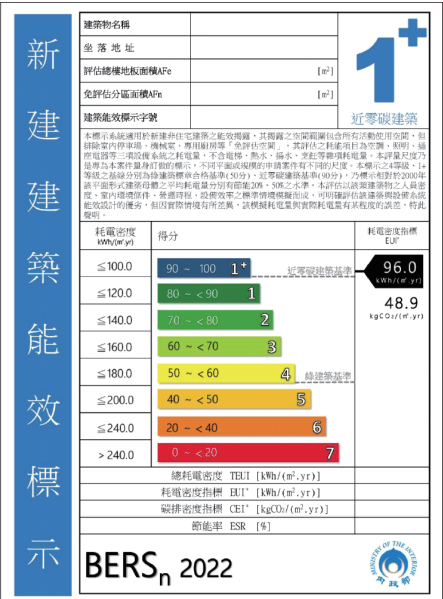 新建建築能效標示
建築物名稱
坐落地址
評估總樓地板面積AFe [㎡]
免評估分區面積AFn [㎡]
建築能效標示字號
1+
近零碳建築
本標示系統適用於新建非住宅建築之能效揭露，其揭露之空間範圍包含所有活動使用空間，但
排除室內停車場、機械室、專用廚房等「免評估空間」。其評估之耗能項目為空調、照明、插
座電器等三項設備系統之耗電量，不含電梯、熱水、揚水、烹飪等雜項耗電量。本評量尺度乃
是專為本案件量身訂做的標示，不同平面或規模的申請案件有不同的尺度。本標示之4等級、1+
等級之基線分別為綠建築標章合格基準(50分)、近零碳建築基準(90分)，乃標示相對於2000年
該平面形式建築母體之平均耗電量分別有節能20%、50%之水準。本評估以該類建築物之人員密
度、室內環境條件、營運時程、設備效率之標準情境模擬而成，可明確評估該建築與設備系統
能效設計的優劣，但因實際情境有所差異，該模擬耗電量與實際耗電量有某程度的誤差，特此
聲明。
耗電密度
kWh/(㎡.yr)
得分
耗電密度指標
EUI*
≤100.0 90 ~ 100 1+ 近零碳建築基準 96.0
kWh/(㎡.yr)
≤120.0 80 ~ <90 1
48.9
kgCO₂/(㎡.yr)
≤140.0 70 ~ <80 2
≤160.0 60 ~ <70 3
≤180.0 50 ~ <60 4 綠建築基準
≤200.0 40 ~ <50 5
≤240.0 20 ~ <40 6
>240.0 0 ~ <20 7
總耗電密度 TEUI [kWh/(㎡.yr)]
耗電密度指標 EUI* [kWh/(㎡.yr)]
碳排密度指標 CEI* [kgCO₂/(㎡.yr)]
節能率 ESR [%]
BERSn 2022
MINISTRY OF THE INTERIOR
內政部